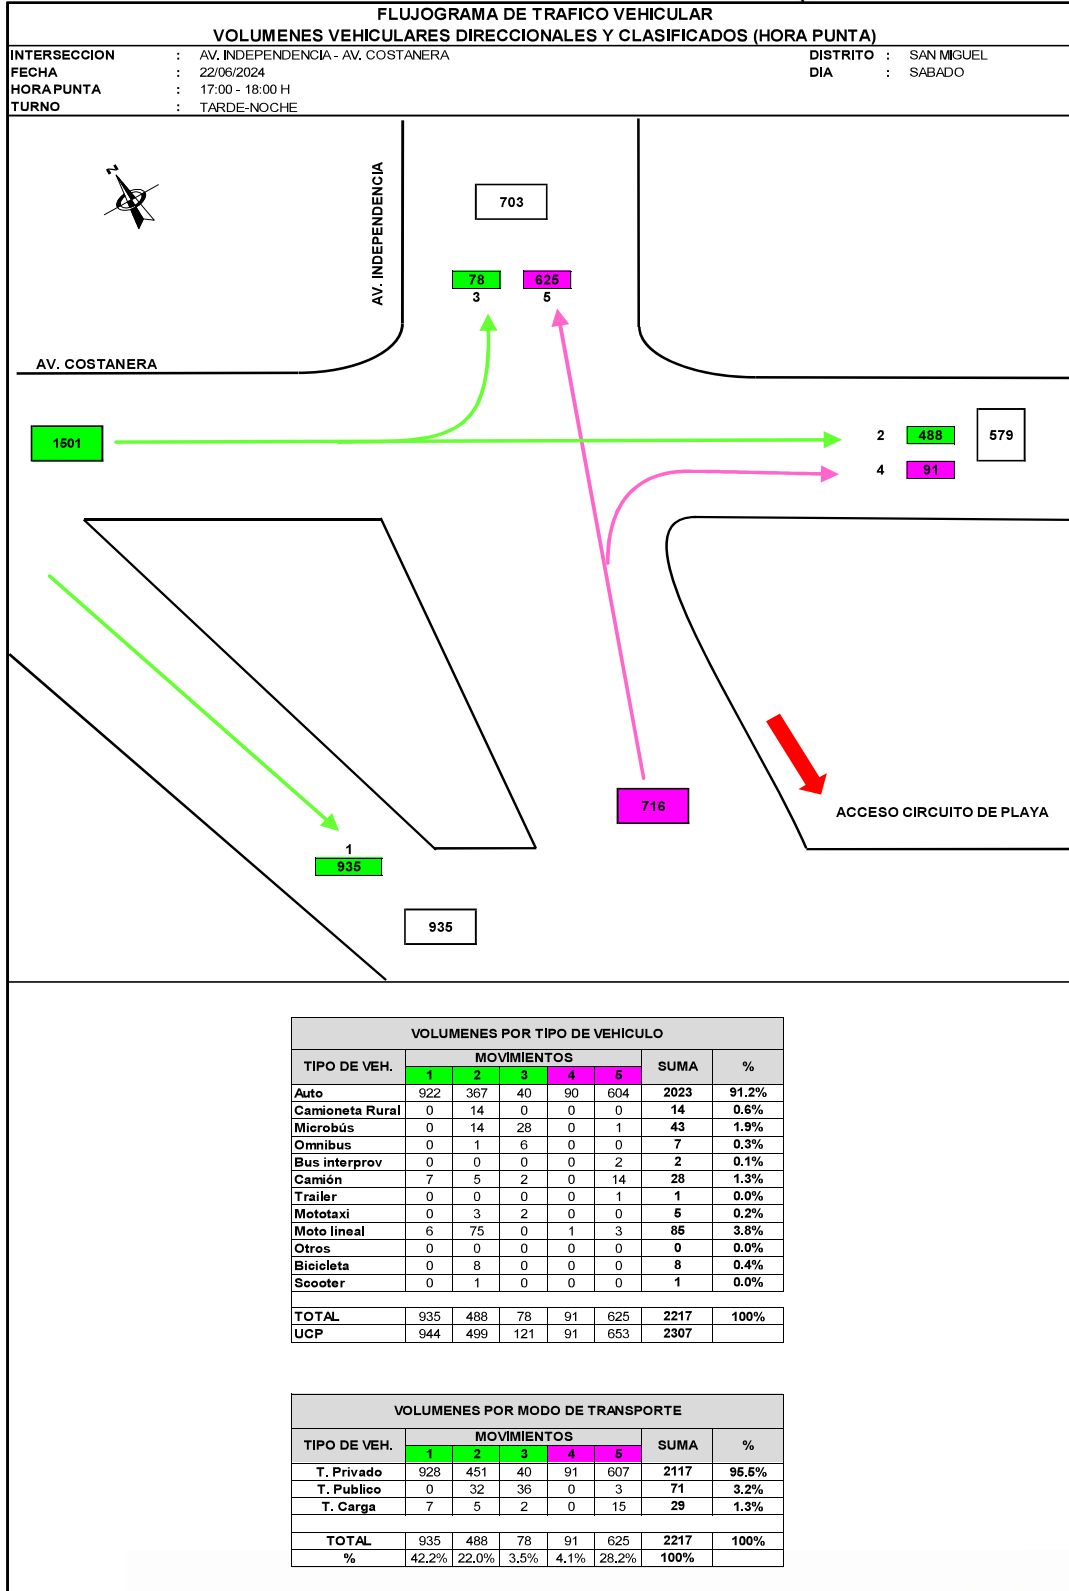 FLUJOGRAMA DE TRAFICO VEHICULAR
VOLUMENES VEHICULARES DIRECCIONALES Y CLASIFICADOS (HORA PUNTA)
INTERSECCION : AV. INDEPENDENCIA - AV. COSTANERA DISTRITO : SAN MIGUEL
FECHA : 22/06/2024 DIA : SABADO
HORA PUNTA : 17:00 - 18:00 H
TURNO : TARDE-NOCHE
N
AV. INDEPENDENCIA
703
78 625
3 5
AV. COSTANERA
1501
2 488 579
4 91
716
ACCESO CIRCUITO DE PLAYA
1
935
935
VOLUMENES POR TIPO DE VEHÍCULO
TIPO DE VEH. MOVIMIENTOS SUMA %
1 2 3 4 5
Auto 922 367 40 90 604 2023 91.2%
Camioneta Rural 0 14 0 0 0 14 0.6%
Microbús 0 14 28 0 1 43 1.9%
Omnibus 0 1 6 0 0 7 0.3%
Bus interprov 0 0 0 0 2 2 0.1%
Camión 7 5 2 0 14 28 1.3%
Trailer 0 0 0 0 1 1 0.0%
Mototaxi 0 3 2 0 0 5 0.2%
Moto lineal 6 75 0 1 3 85 3.8%
Otros 0 0 0 0 0 0 0.0%
Bicicleta 0 8 0 0 0 8 0.4%
Scooter 0 1 0 0 0 1 0.0%
TOTAL 935 488 78 91 625 2217 100%
UCP 944 499 121 91 653 2307
VOLUMENES POR MODO DE TRANSPORTE
TIPO DE VEH. MOVIMIENTOS SUMA %
1 2 3 4 5
T. Privado 928 451 40 91 607 2117 95.5%
T. Publico 0 32 36 0 3 71 3.2%
T. Carga 7 5 2 0 15 29 1.3%
TOTAL 935 488 78 91 625 2217 100%
% 42.2% 22.0% 3.5% 4.1% 28.2% 100%